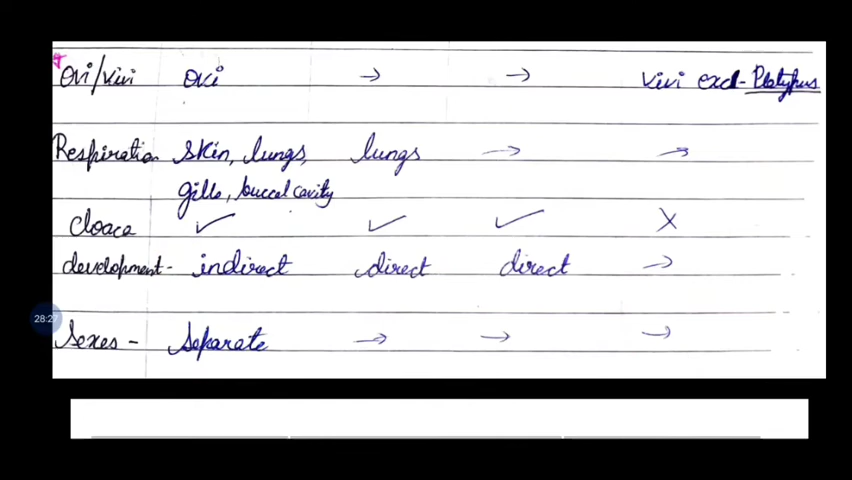 Ovi/vivi ovi → → vivi excl- Platypus
Respiration skin, lungs, lungs → →
gills, buccal cavity
cloaca ✓ ✓ ✓ X
development- indirect direct direct →
28:27
Sexes - Separate → → →